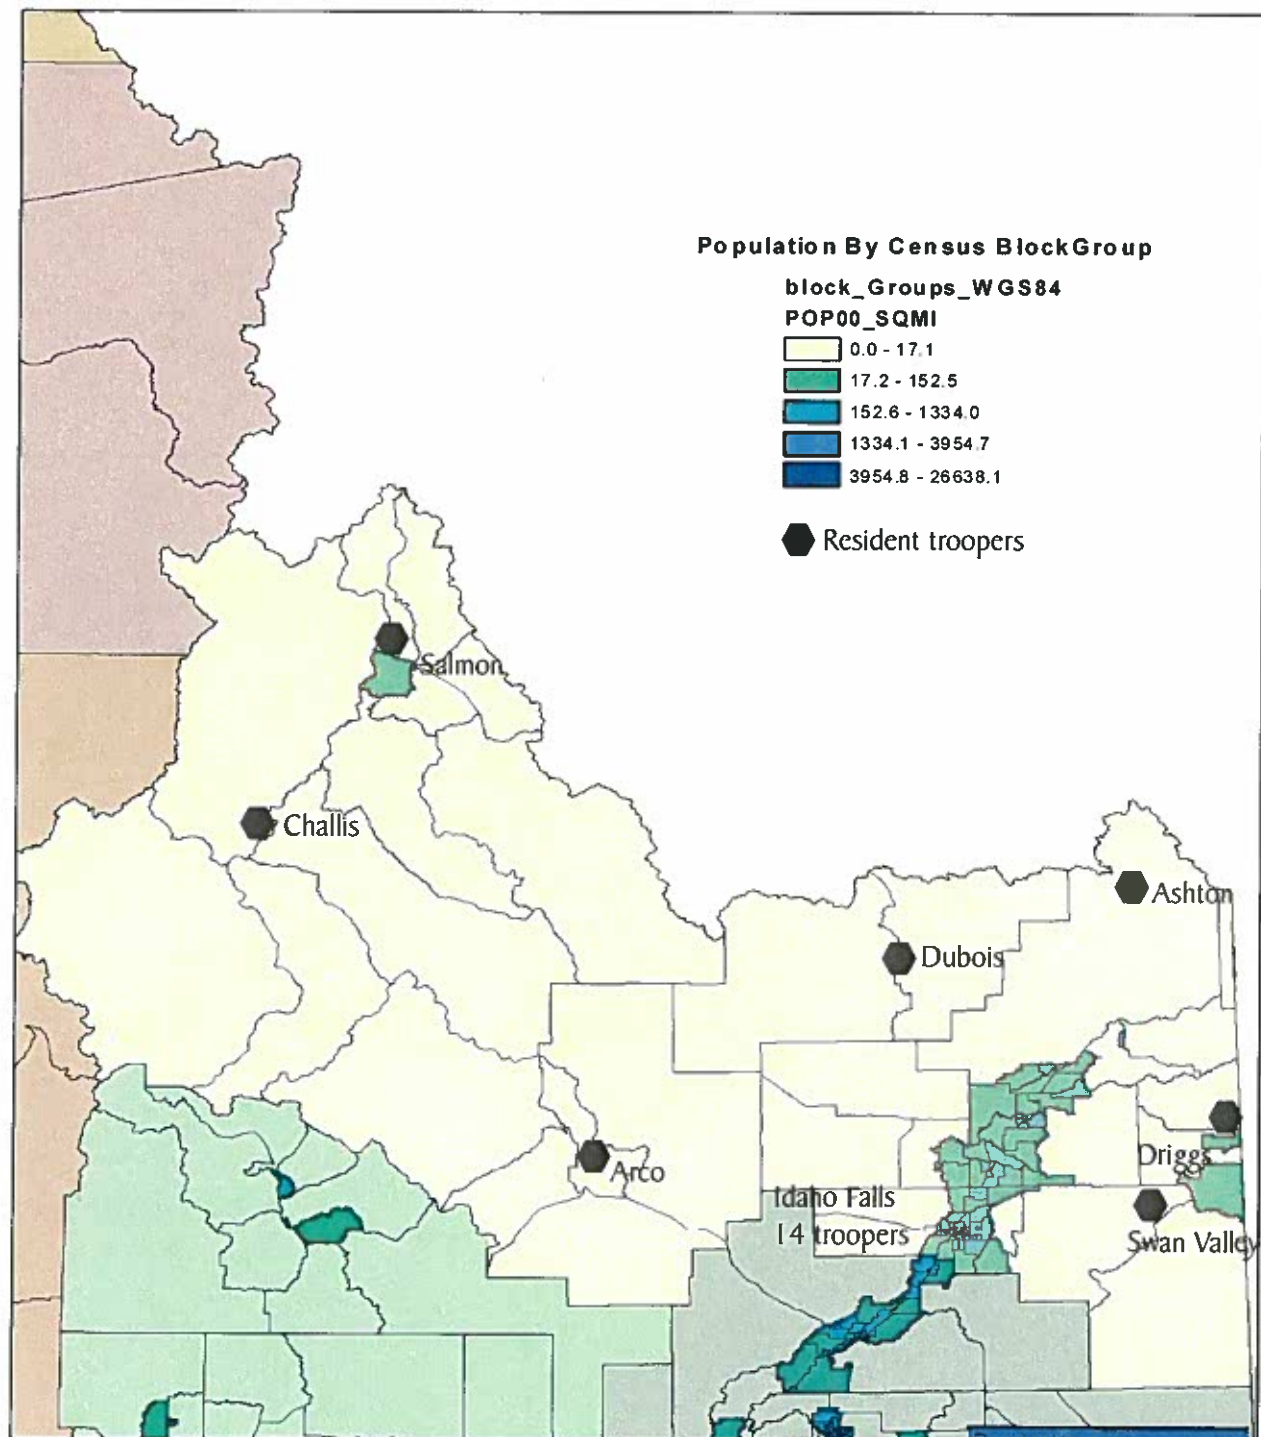 Population By Census BlockGroup
block_Groups_WGS84
POP00_SQMI
0.0 - 17.1
17.2 - 152.5
152.6 - 1334.0
1334.1 - 3954.7
3954.8 - 26638.1
Resident troopers
Salmon
Challis
Ashton
Dubois
Driggs
Arco
Idaho Falls
14 troopers
Swan Valley